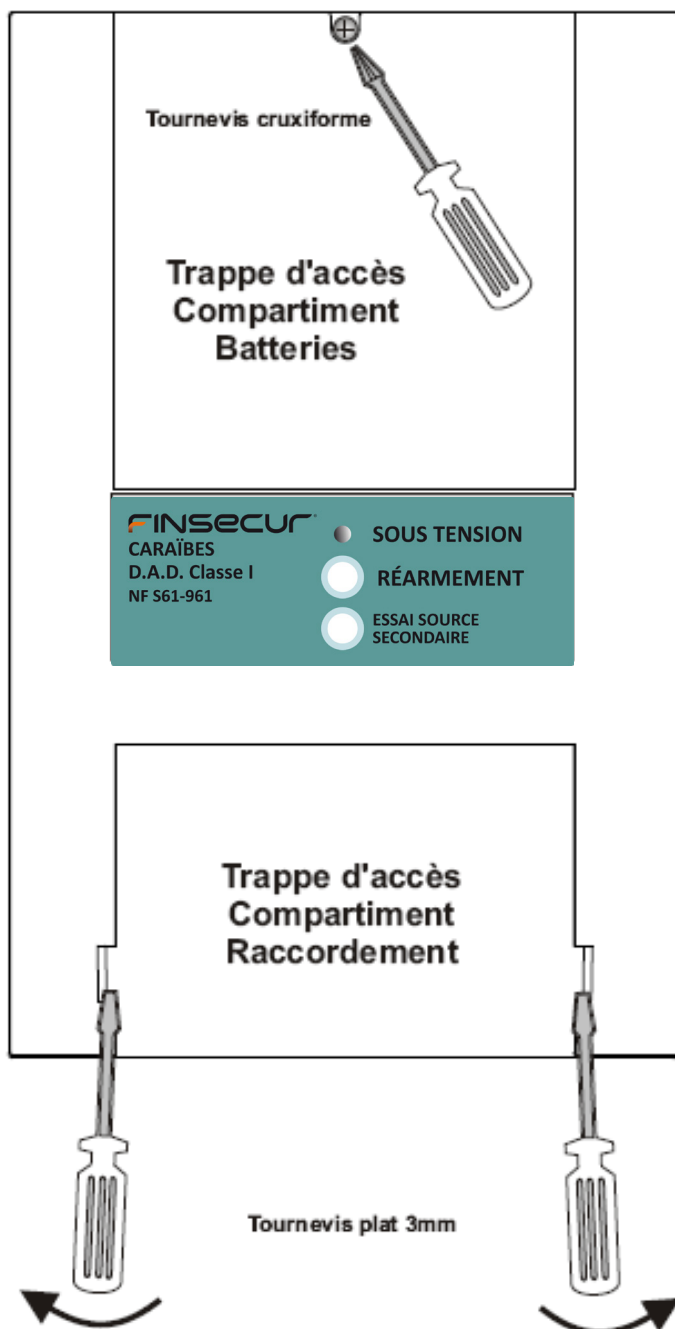 Tournevis cruxiforme
Trappe d'accès
Compartiment
Batteries
FINSECUR
CARAÏBES
D.A.D. Classe I
NF S61-961
SOUS TENSION
RÉARMEMENT
ESSAI SOURCE
SECONDAIRE
Trappe d'accès
Compartiment
Raccordement
Tournevis plat 3mm